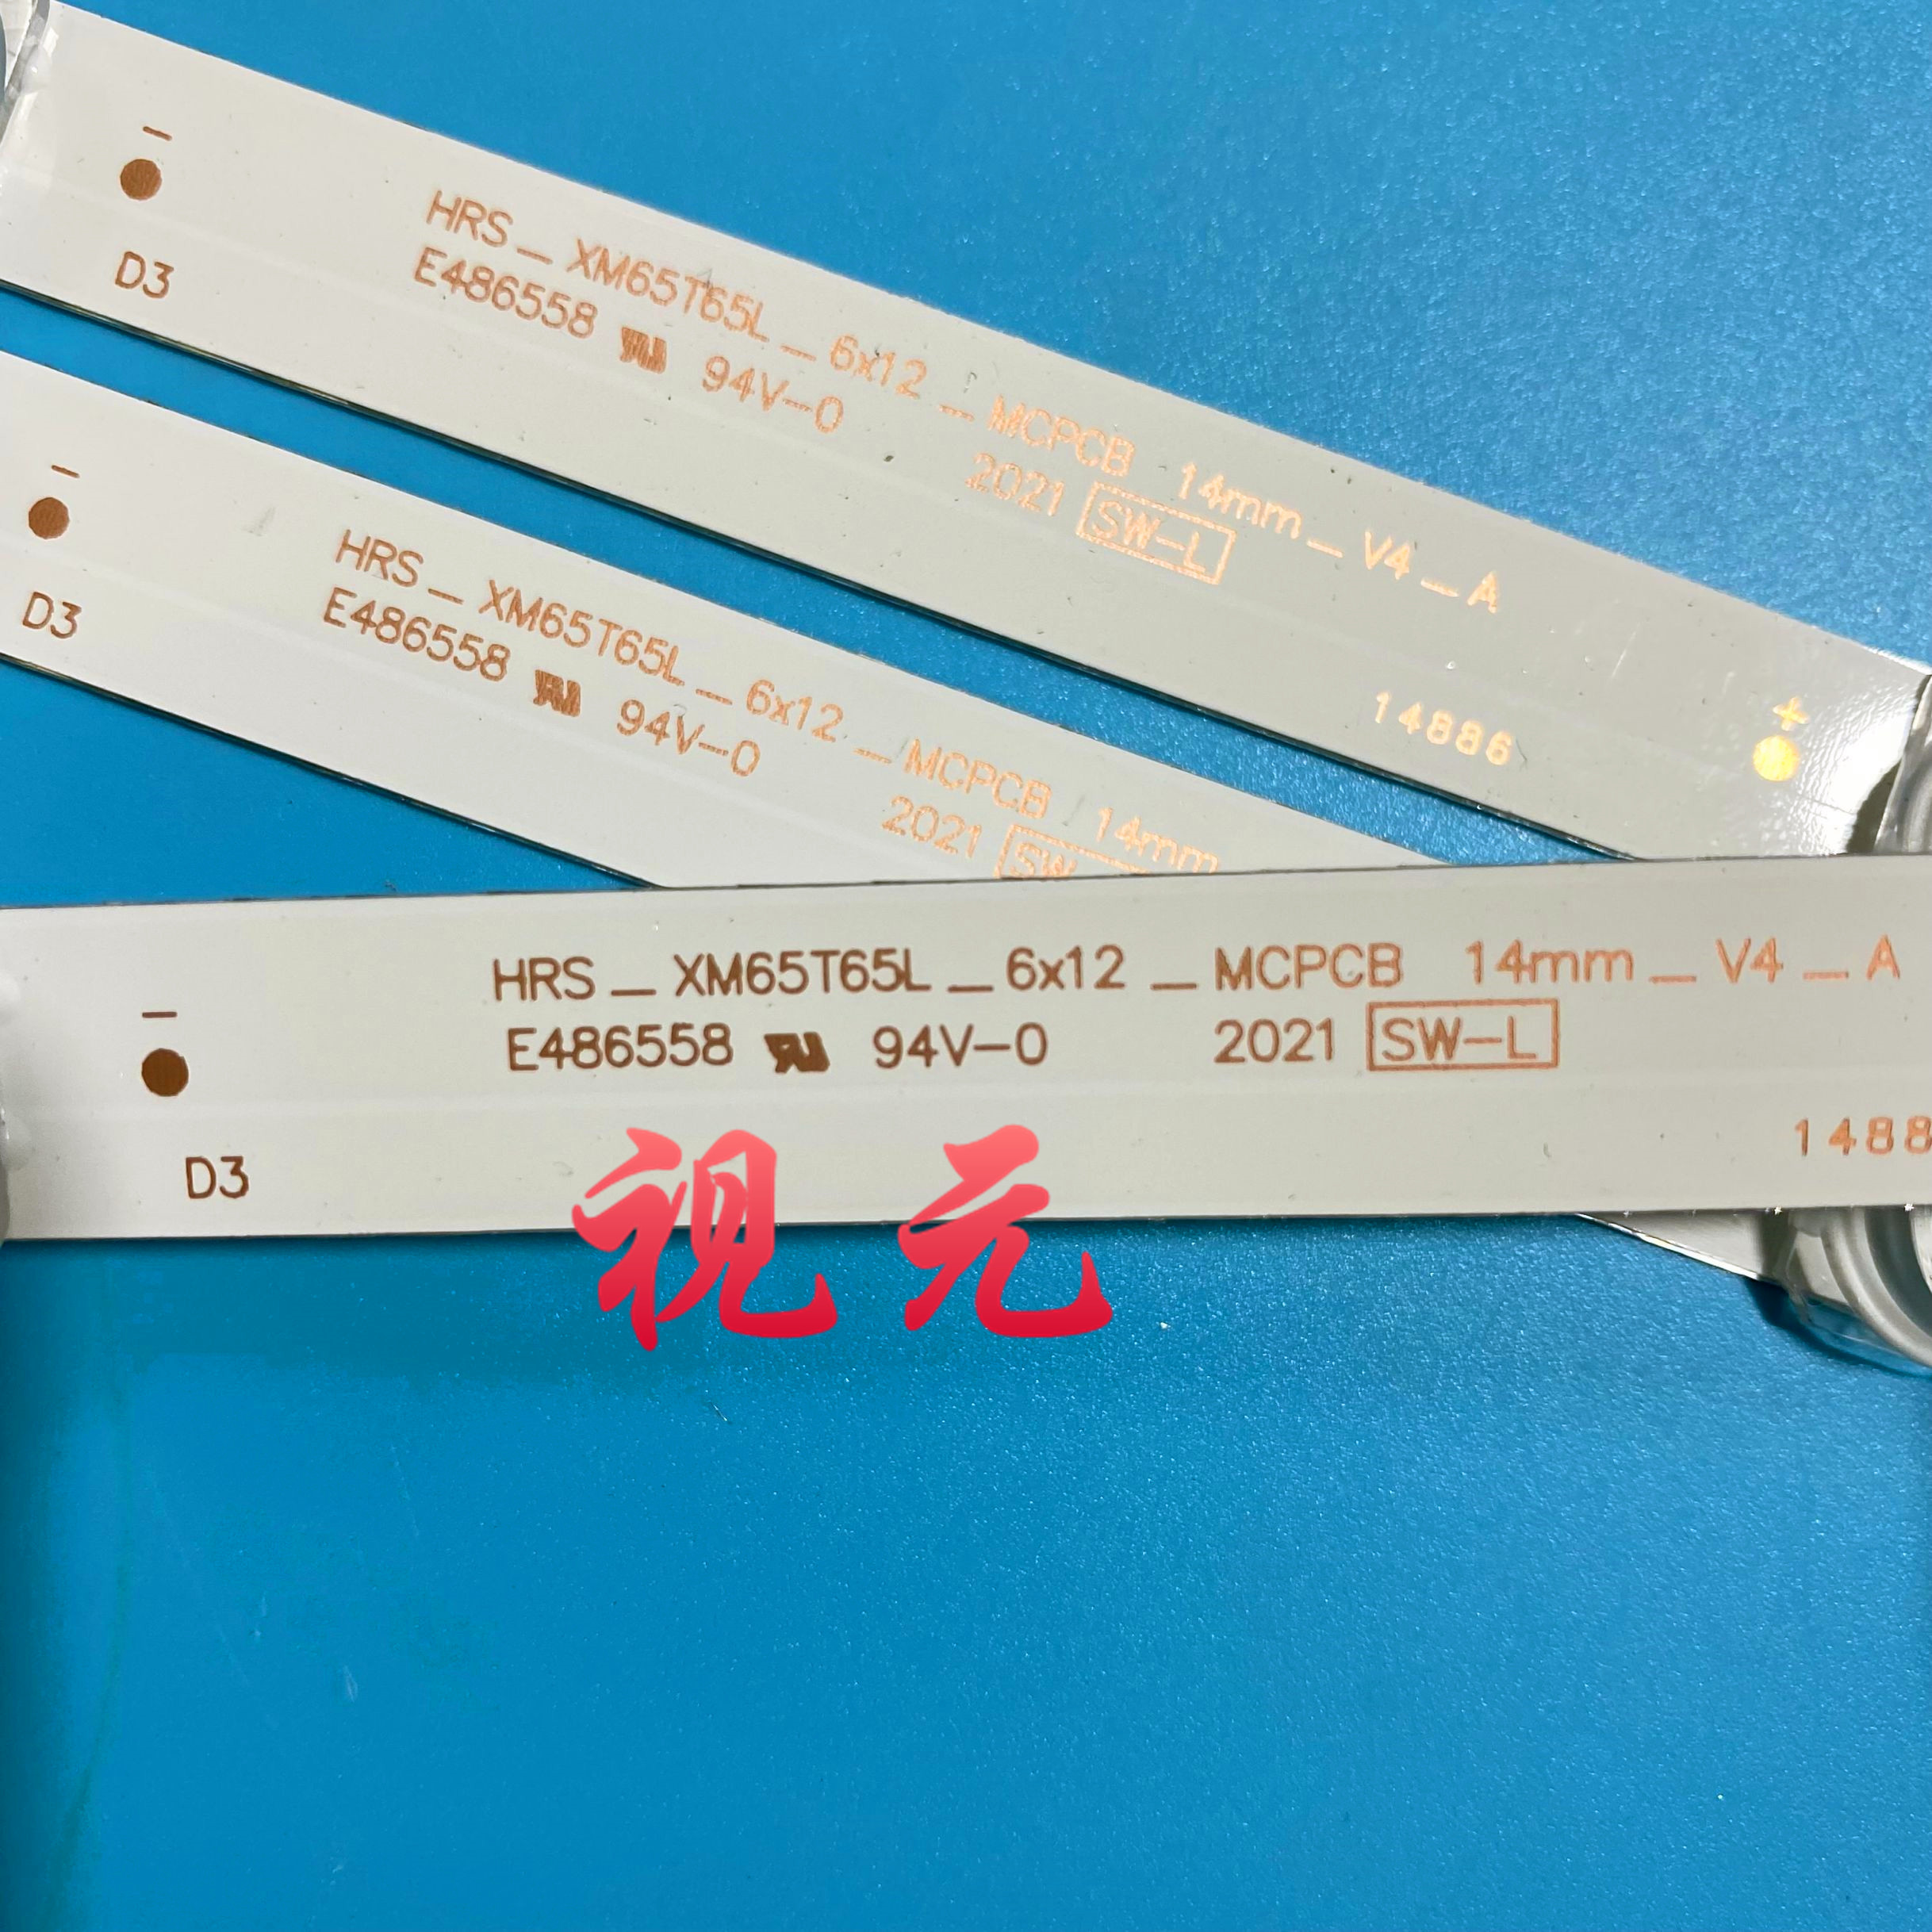 −
D3
HRS_XM65T65L_6x12_MCPCB 14mm_V4_A
E486558 94V-0 2021 SW-L
14886
+
−
D3
HRS_XM65T65L_6x12_MCPCB 14mm
E486558 94V-0 2021 SW
−
D3
HRS_XM65T65L_6x12_MCPCB 14mm_V4_A
E486558 94V-0 2021 SW-L
1488
视元